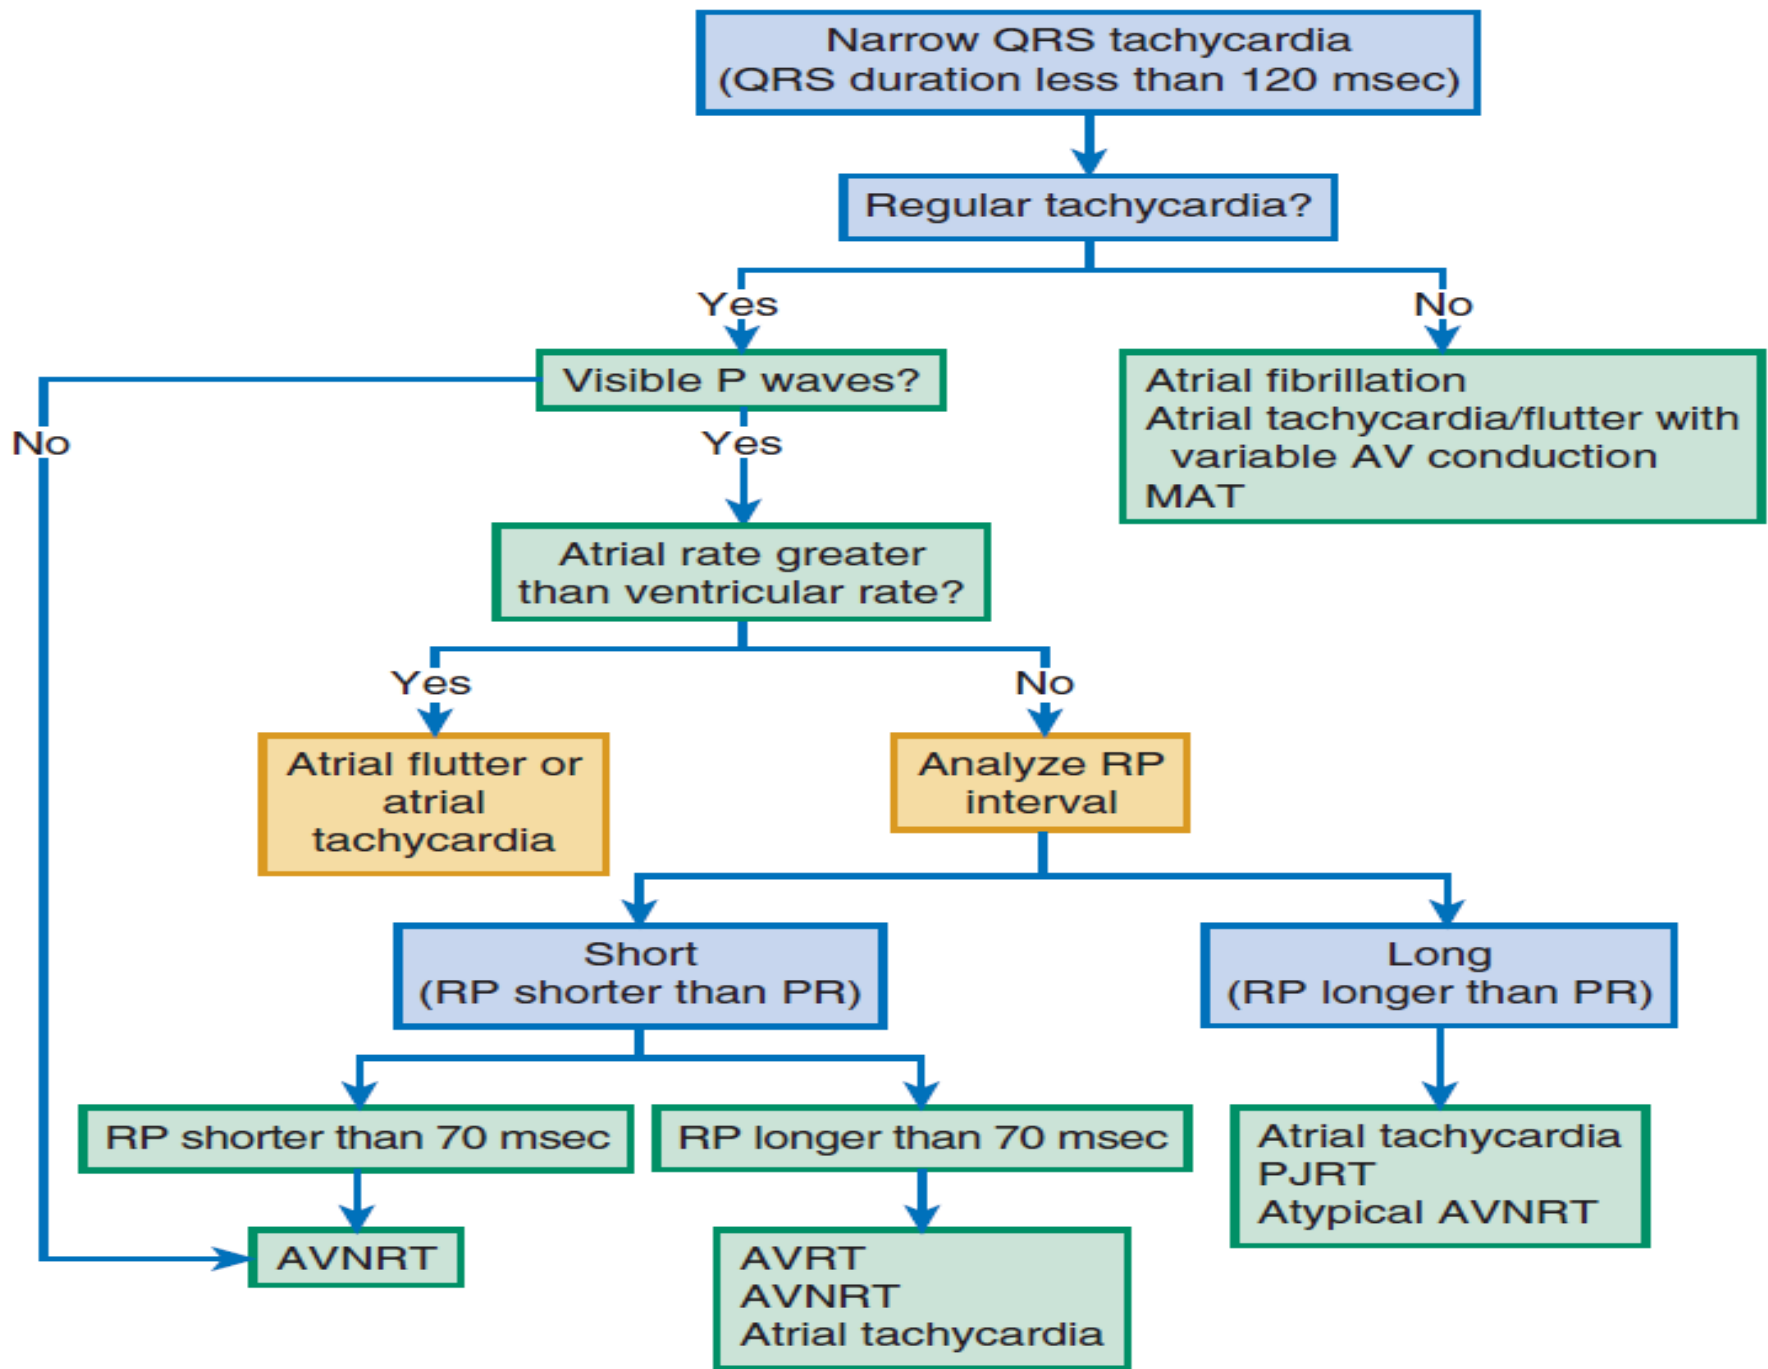 Narrow QRS tachycardia
(QRS duration less than 120 msec)
Regular tachycardia?
Yes
No
Visible P waves?
Atrial fibrillation
Atrial tachycardia/flutter with
variable AV conduction
MAT
No
Yes
Atrial rate greater
than ventricular rate?
Yes
No
Atrial flutter or
atrial
tachycardia
Analyze RP
interval
Short
(RP shorter than PR)
Long
(RP longer than PR)
RP shorter than 70 msec
RP longer than 70 msec
Atrial tachycardia
PJRT
Atypical AVNRT
AVNRT
AVRT
AVNRT
Atrial tachycardia